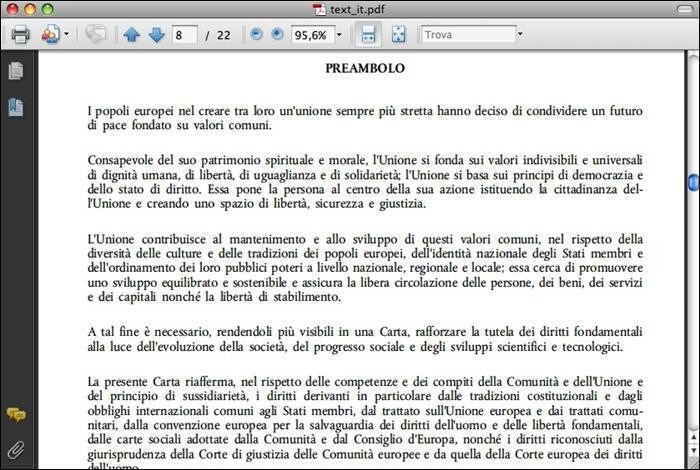 text_it.pdf
8 / 22 95,6% Trova
PREAMBOLO
I popoli europei nel creare tra loro un'unione sempre più stretta hanno deciso di condividere un futuro
di pace fondato su valori comuni.
Consapevole del suo patrimonio spirituale e morale, l'Unione si fonda sui valori indivisibili e universali
di dignità umana, di libertà, di uguaglianza e di solidarietà; l'Unione si basa sui principi di democrazia e
dello stato di diritto. Essa pone la persona al centro della sua azione istituendo la cittadinanza del-
l'Unione e creando uno spazio di libertà, sicurezza e giustizia.
L'Unione contribuisce al mantenimento e allo sviluppo di questi valori comuni, nel rispetto della
diversità delle culture e delle tradizioni dei popoli europei, dell'identità nazionale degli Stati membri e
dell'ordinamento dei loro pubblici poteri a livello nazionale, regionale e locale; essa cerca di promuovere
uno sviluppo equilibrato e sostenibile e assicura la libera circolazione delle persone, dei beni, dei servizi
e dei capitali nonché la libertà di stabilimento.
A tal fine è necessario, rendendoli più visibili in una Carta, rafforzare la tutela dei diritti fondamentali
alla luce dell'evoluzione della società, del progresso sociale e degli sviluppi scientifici e tecnologici.
La presente Carta riafferma, nel rispetto delle competenze e dei compiti della Comunità e dell'Unione e
del principio di sussidiarietà, i diritti derivanti in particolare dalle tradizioni costituzionali e dagli
obblighi internazionali comuni agli Stati membri, dal trattato sull'Unione europea e dai trattati comu-
nitari, dalla convenzione europea per la salvaguardia dei diritti dell'uomo e delle libertà fondamentali,
dalle carte sociali adottate dalla Comunità e dal Consiglio d'Europa, nonché i diritti riconosciuti dalla
giurisprudenza della Corte di giustizia delle Comunità europee e da quella della Corte europea dei diritti
dell'uomo